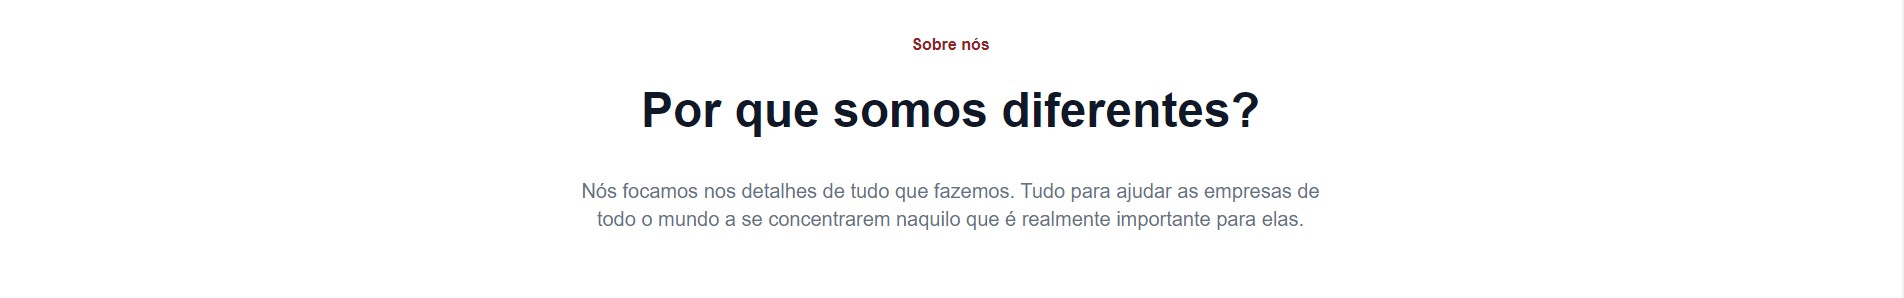 Sobre nós
Por que somos diferentes?
Nós focamos nos detalhes de tudo que fazemos. Tudo para ajudar as empresas de
todo o mundo a se concentrarem naquilo que é realmente importante para elas.